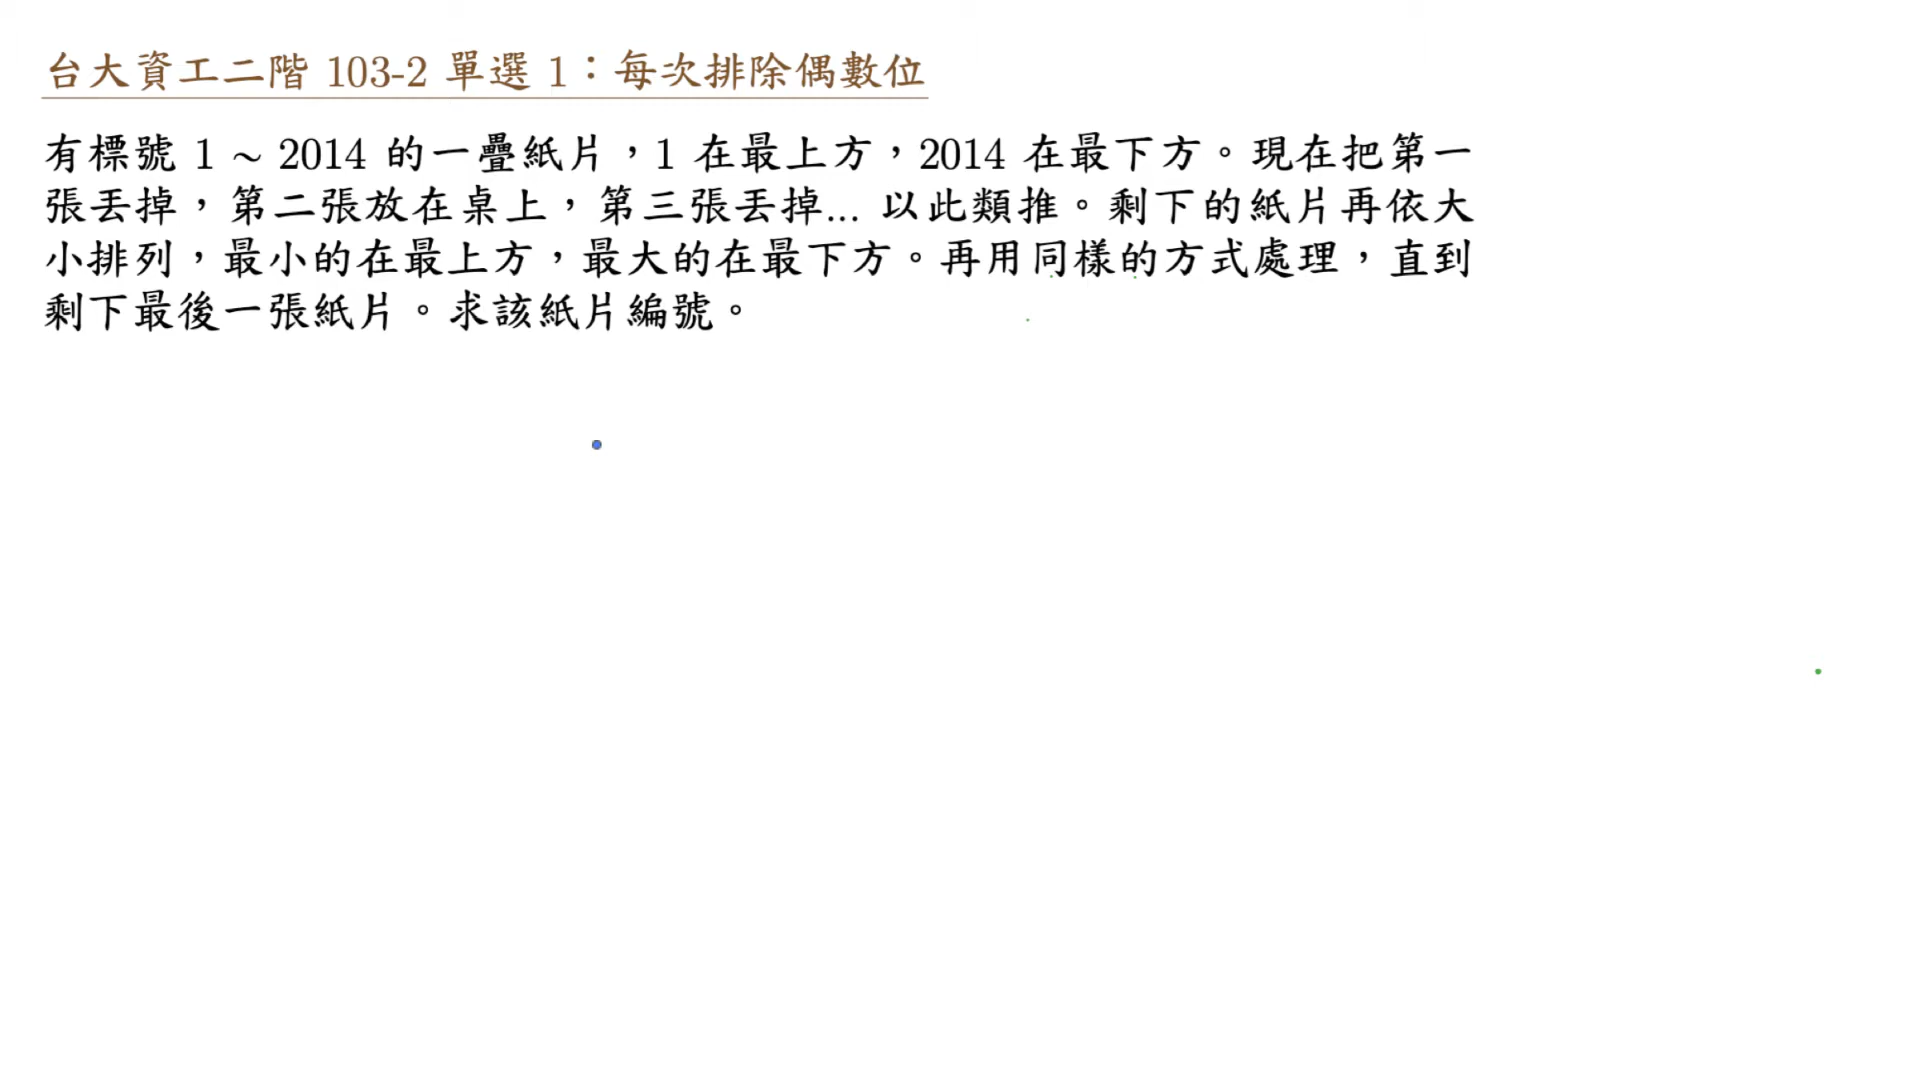 台大資工二階 103-2 單選 1：每次排除偶數位
有標號 1 ~ 2014 的一疊紙片，1 在最上方，2014 在最下方。現在把第一
張丟掉，第二張放在桌上，第三張丟掉... 以此類推。剩下的紙片再依大
小排列，最小的在最上方，最大的在最下方。再用同樣的方式處理，直到
剩下最後一張紙片。求該紙片編號。